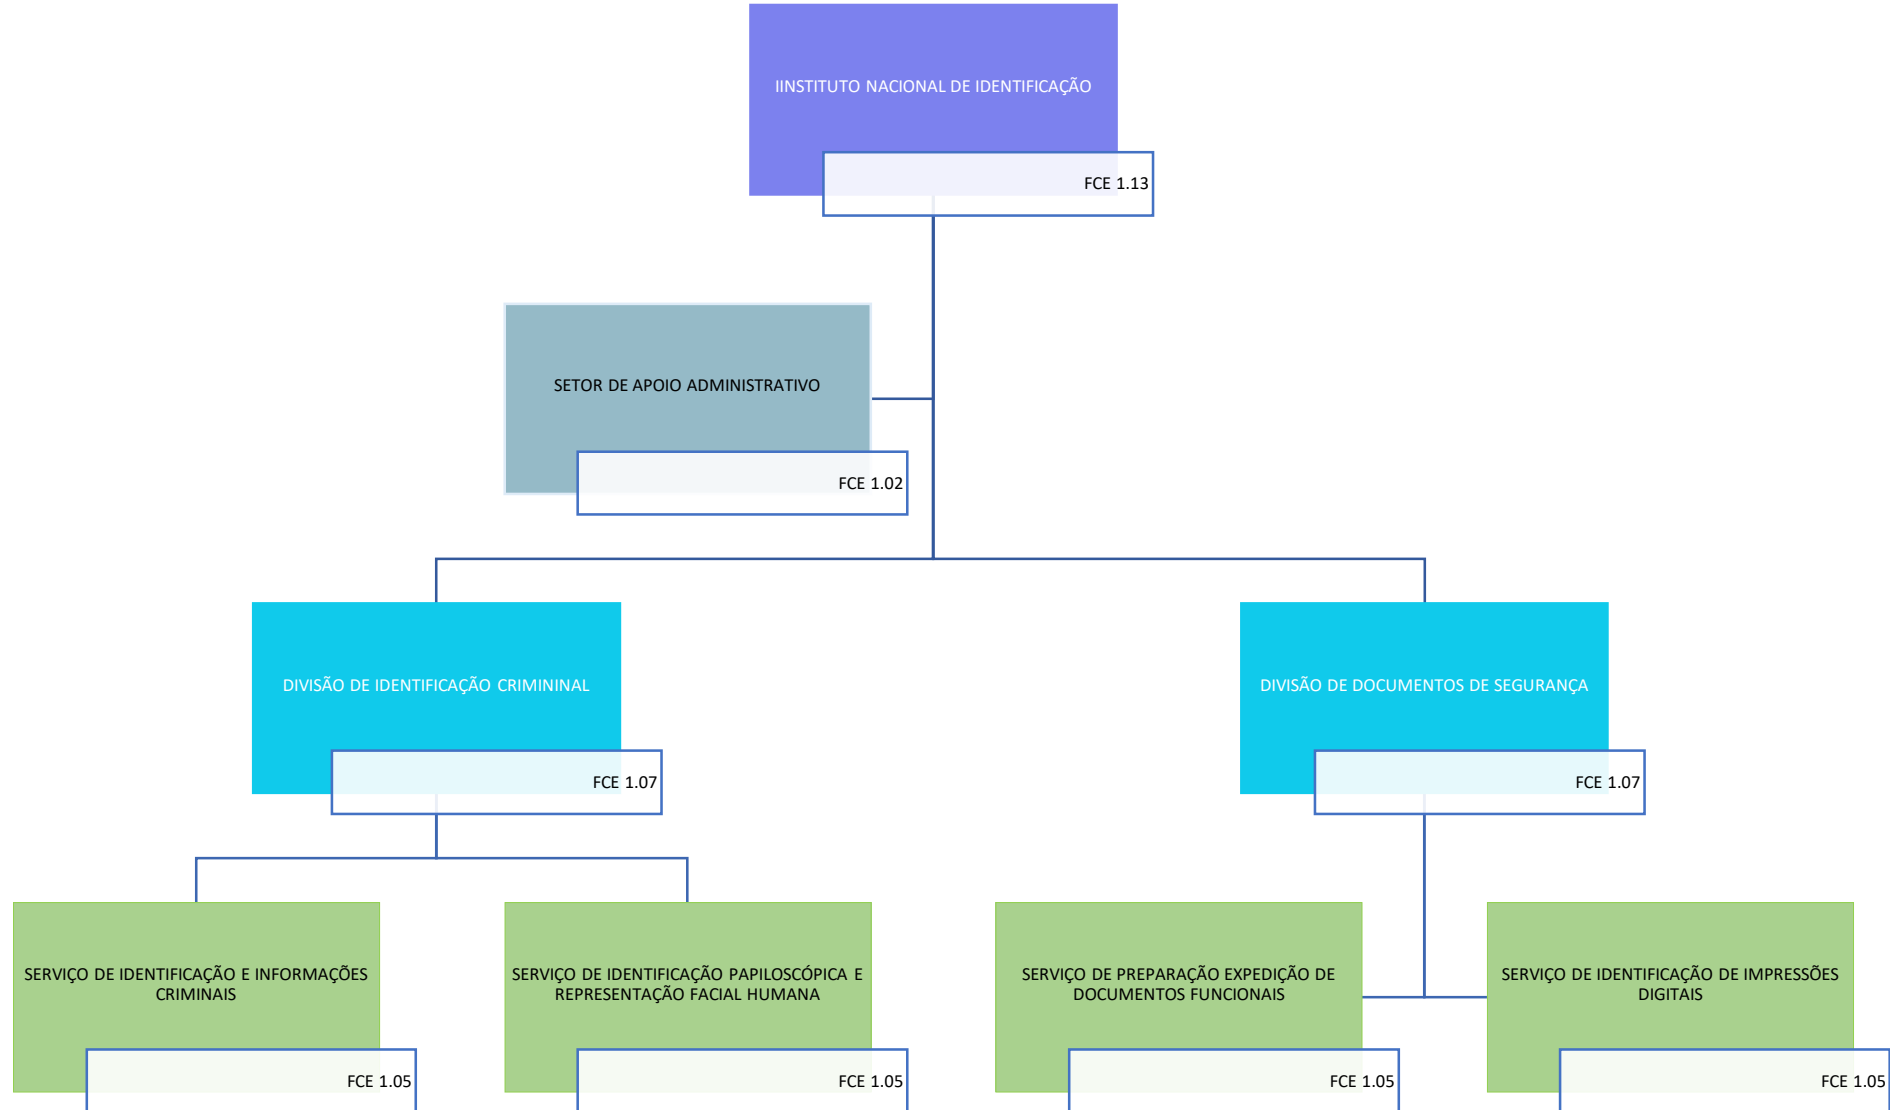 IINSTITUTO NACIONAL DE IDENTIFICAÇÃO
FCE 1.13
SETOR DE APOIO ADMINISTRATIVO
FCE 1.02
DIVISÃO DE IDENTIFICAÇÃO CRIMININAL
FCE 1.07
DIVISÃO DE DOCUMENTOS DE SEGURANÇA
FCE 1.07
SERVIÇO DE IDENTIFICAÇÃO E INFORMAÇÕES
CRIMINAIS
FCE 1.05
SERVIÇO DE IDENTIFICAÇÃO PAPILOSCÓPICA E
REPRESENTAÇÃO FACIAL HUMANA
FCE 1.05
SERVIÇO DE PREPARAÇÃO EXPEDIÇÃO DE
DOCUMENTOS FUNCIONAIS
FCE 1.05
SERVIÇO DE IDENTIFICAÇÃO DE IMPRESSÕES
DIGITAIS
FCE 1.05